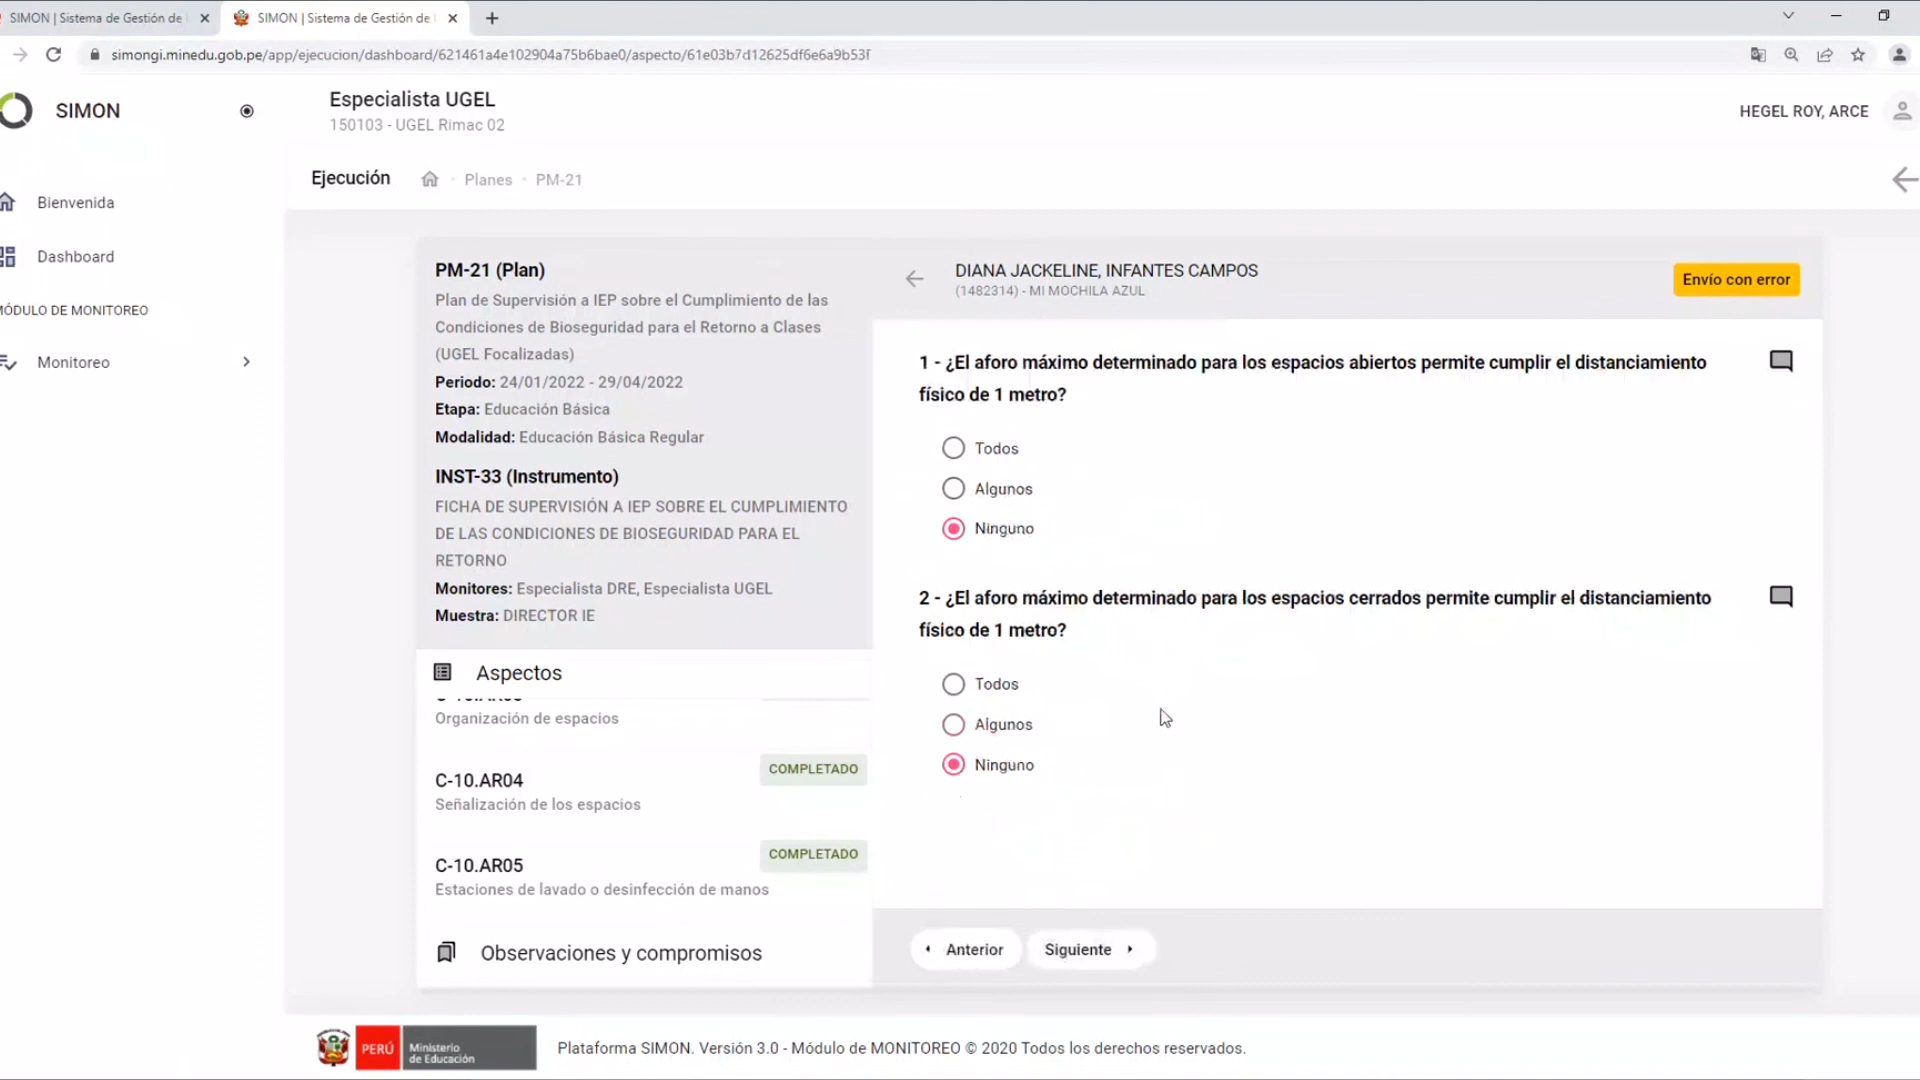 SIMON | Sistema de Gestión de
SIMON | Sistema de Gestión de
simongi.minedu.gob.pe/app/ejecucion/dashboard/621461a4e102904a75b6bae0/aspecto/61e03b7d12625df6e6a9b53f
SIMON
Especialista UGEL
150103 - UGEL Rimac 02
HEGEL ROY, ARCE
Ejecución
Planes • PM-21
Bienvenida
Dashboard
MÓDULO DE MONITOREO
Monitoreo
PM-21 (Plan)
Plan de Supervisión a IEP sobre el Cumplimiento de las
Condiciones de Bioseguridad para el Retorno a Clases
(UGEL Focalizadas)
Periodo: 24/01/2022 - 29/04/2022
Etapa: Educación Básica
Modalidad: Educación Básica Regular
INST-33 (Instrumento)
FICHA DE SUPERVISIÓN A IEP SOBRE EL CUMPLIMIENTO
DE LAS CONDICIONES DE BIOSEGURIDAD PARA EL
RETORNO
Monitores: Especialista DRE, Especialista UGEL
Muestra: DIRECTOR IE
Aspectos
Organización de espacios
C-10.AR04
COMPLETADO
Señalización de los espacios
C-10.AR05
COMPLETADO
Estaciones de lavado o desinfección de manos
Observaciones y compromisos
DIANA JACKELINE, INFANTES CAMPOS
(1482314) - MI MOCHILA AZUL
Envío con error
1 - ¿El aforo máximo determinado para los espacios abiertos permite cumplir el distanciamiento
físico de 1 metro?
Todos
Algunos
Ninguno
2 - ¿El aforo máximo determinado para los espacios cerrados permite cumplir el distanciamiento
físico de 1 metro?
Todos
Algunos
Ninguno
Anterior
Siguiente
PERÚ
Ministerio
de Educación
Plataforma SIMON. Versión 3.0 - Módulo de MONITOREO © 2020 Todos los derechos reservados.